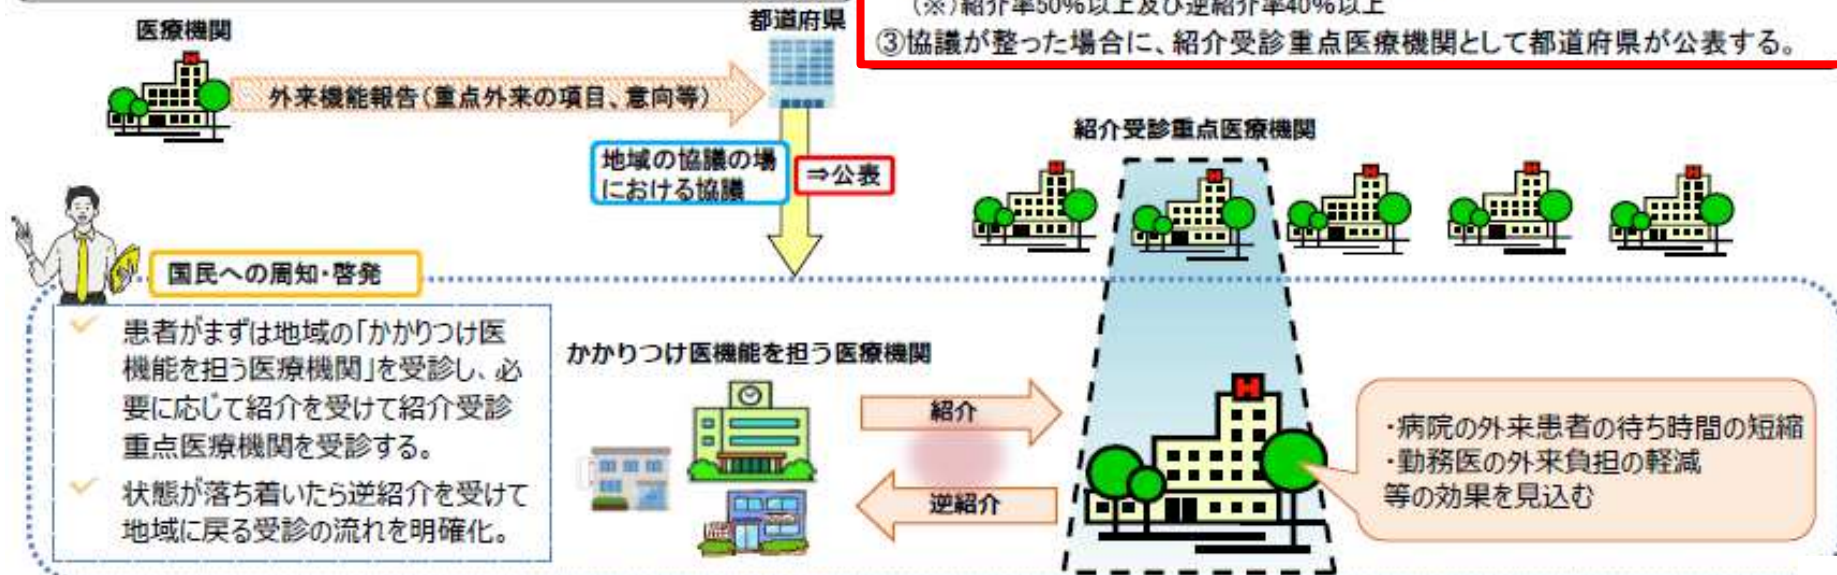 (※)紹介率50%以上及び逆紹介率40%以上
③協議が整った場合に、紹介受診重点医療機関として都道府県が公表する。
医療機関
都道府県
外来機能報告(重点外来の項目、意向等)
地域の協議の場
における協議
⇒公表
紹介受診重点医療機関
国民への周知・啓発
患者がまずは地域の「かかりつけ医
機能を担う医療機関」を受診し、必
要に応じて紹介を受けて紹介受診
重点医療機関を受診する。
状態が落ち着いたら逆紹介を受けて
地域に戻る受診の流れを明確化。
かかりつけ医機能を担う医療機関
紹介
逆紹介
・病院の外来患者の待ち時間の短縮
・勤務医の外来負担の軽減
等の効果を見込む